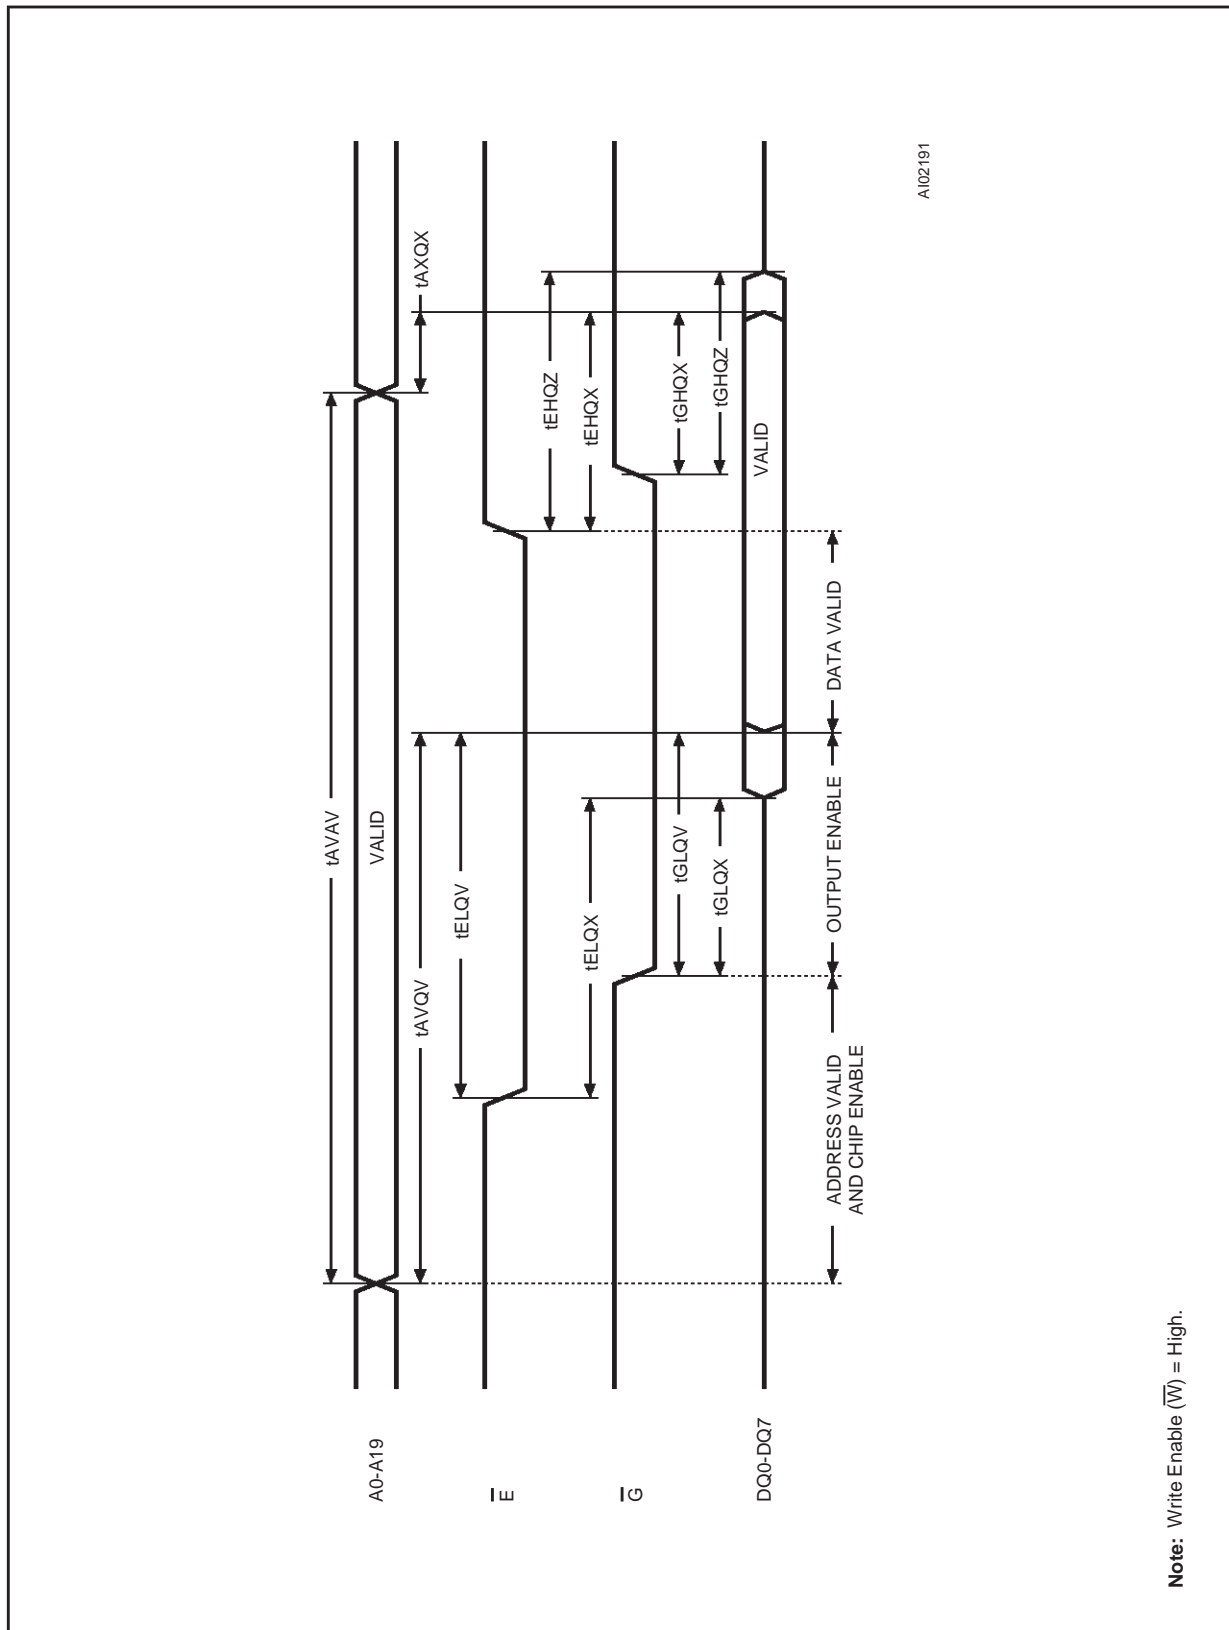 tAVAV
A0-A19
VALID
tAVQV
tAXQX
tELQV
E̅
tEHQZ
tELQX
tEHQX
G̅
tGLQV
tGHQX
tGLQX
tGHQZ
DQ0-DQ7
VALID
ADDRESS VALID
AND CHIP ENABLE
OUTPUT ENABLE
DATA VALID
AI02191
Note: Write Enable (W̅) = High.